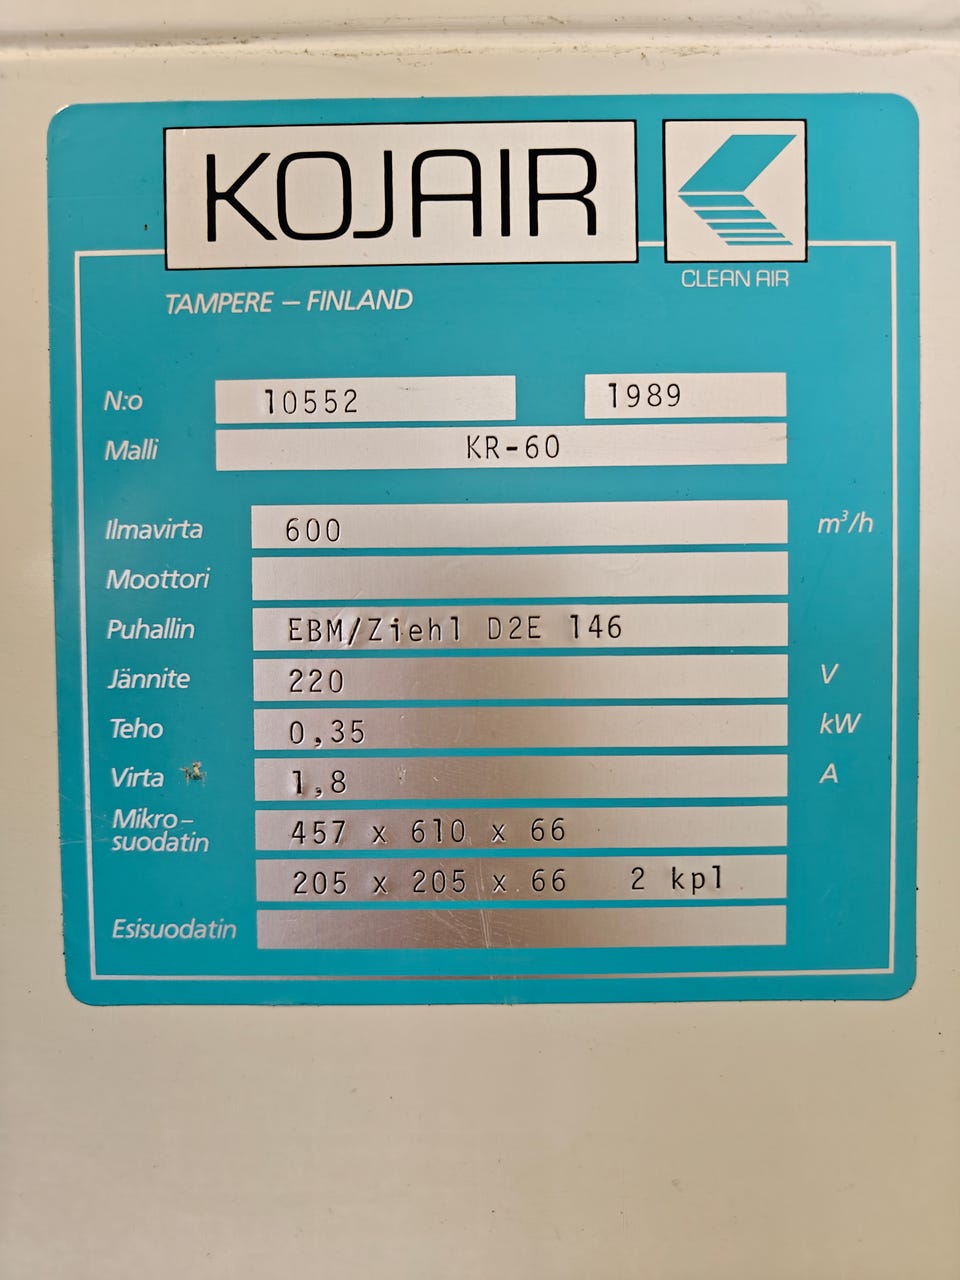 KOJAIR
CLEAN AIR
TAMPERE – FINLAND
N:o 10552 1989
Malli KR-60
Ilmavirta 600 m³/h
Moottori
Puhallin EBM/Ziehl D2E 146
Jännite 220 V
Teho 0,35 kW
Virta 1,8 A
Mikro-
suodatin 457 x 610 x 66
205 x 205 x 66 2 kpl
Esisuodatin